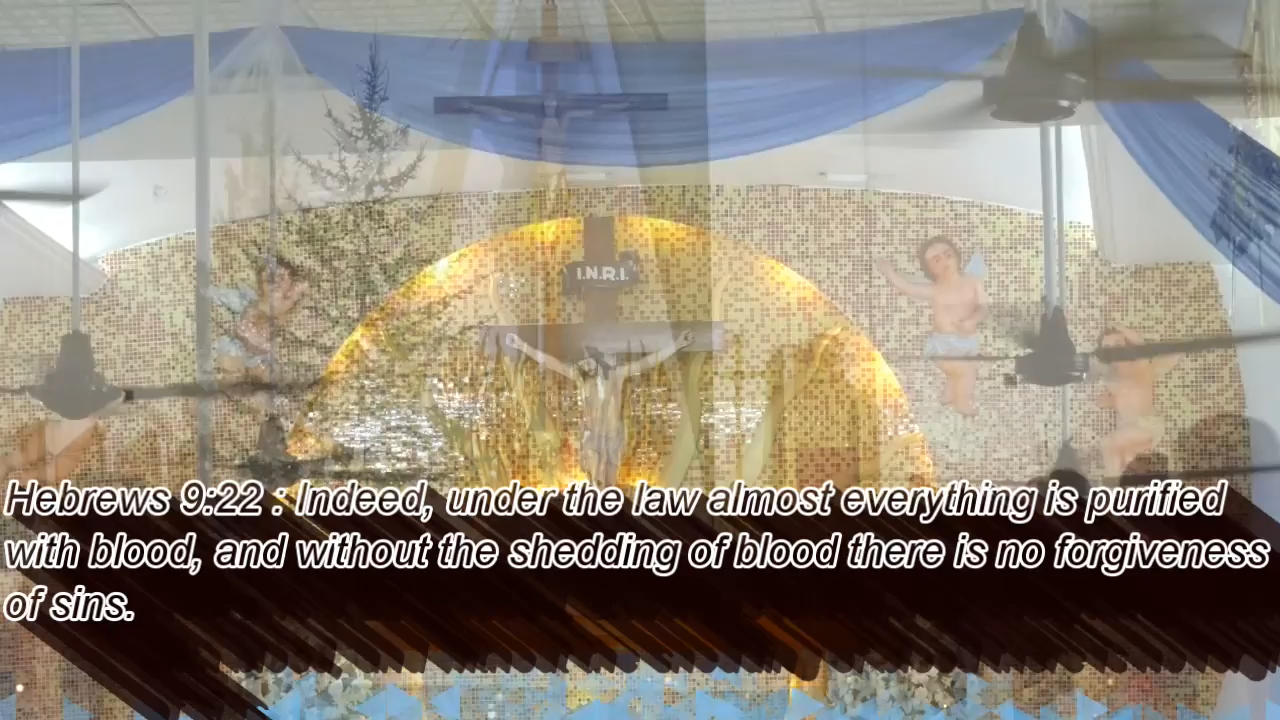 I.N.R.I.
Hebrews 9:22 : Indeed, under the law almost everything is purified
with blood, and without the shedding of blood there is no forgiveness
of sins.